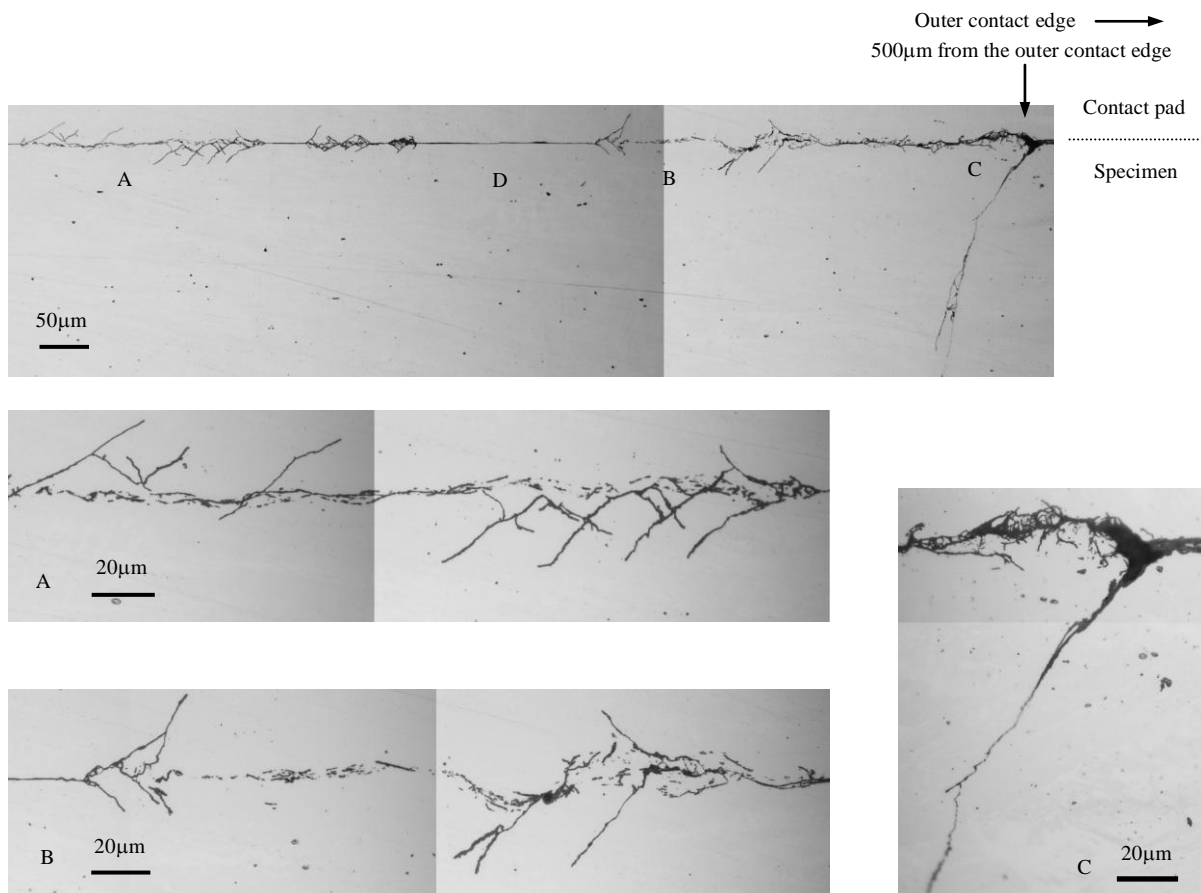 Outer contact edge
500μm from the outer contact edge
Contact pad
Specimen
A
D
B
C
50μm
A
20μm
B
20μm
C
20μm